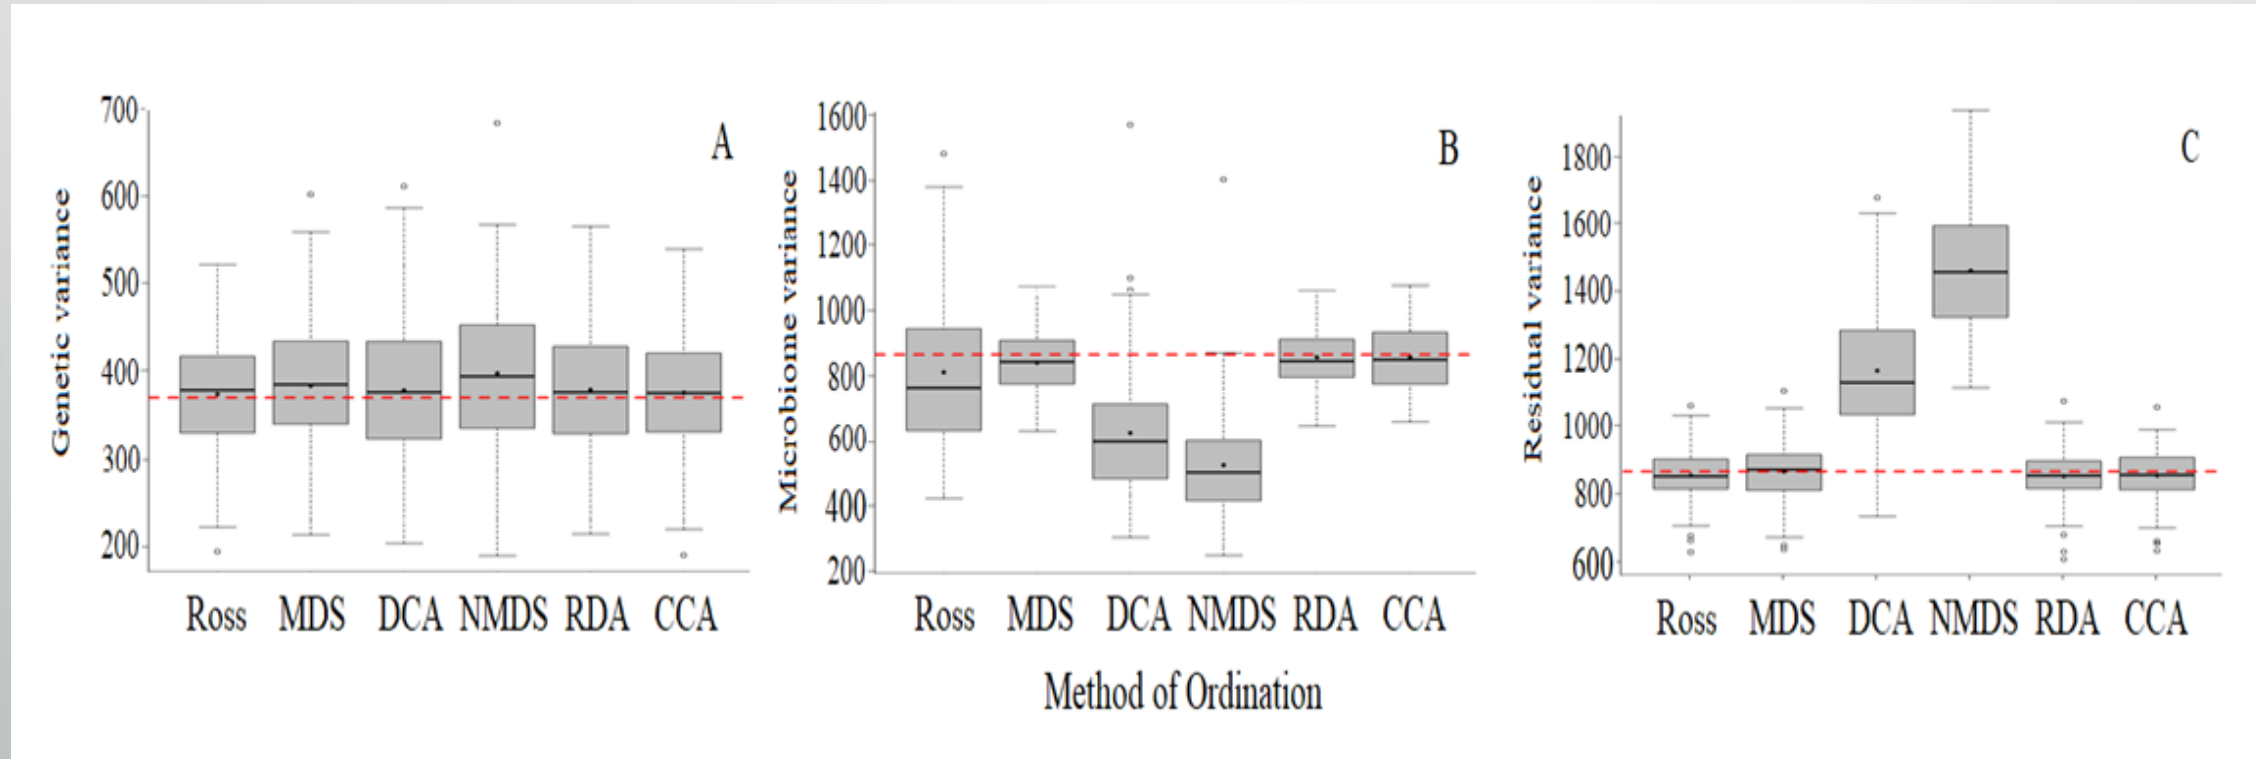 A
Genetic variance
700
600
500
400
300
200
Ross MDS DCA NMDS RDA CCA
B
Microbiome variance
1600
1400
1200
1000
800
600
400
200
Ross MDS DCA NMDS RDA CCA
C
Residual variance
1800
1600
1400
1200
1000
800
600
Ross MDS DCA NMDS RDA CCA
Method of Ordination